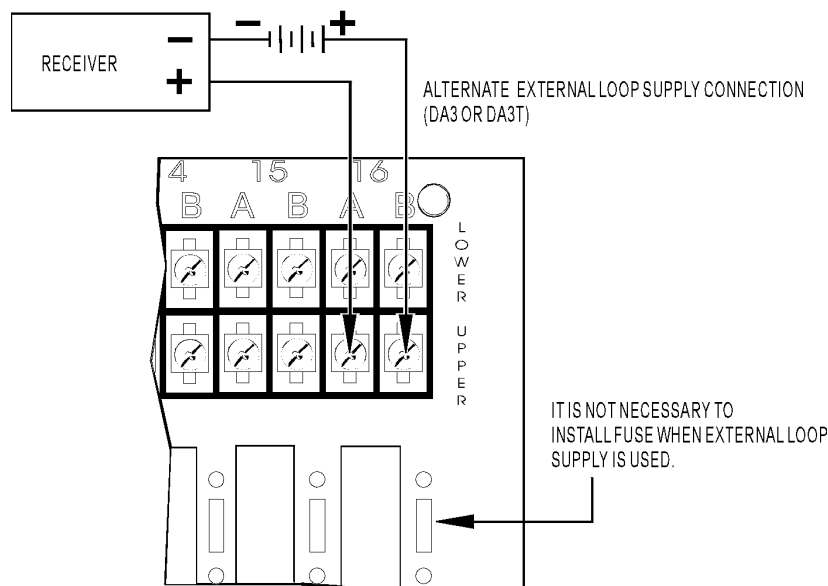 − +
− 
RECEIVER
+
ALTERNATE EXTERNAL LOOP SUPPLY CONNECTION
(DA3 OR DA3T)
4 15 16
B A B A B
LOWER UPPER
IT IS NOT NECESSARY TO
INSTALL FUSE WHEN EXTERNAL LOOP
SUPPLY IS USED.